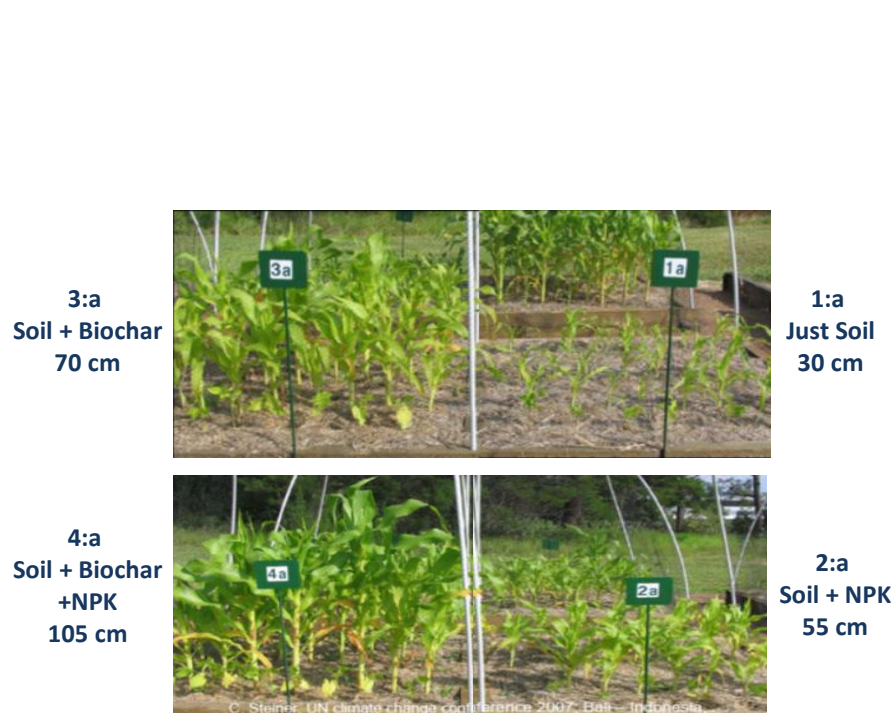 3:a
Soil + Biochar
70 cm
3a
1a
1:a
Just Soil
30 cm
4:a
Soil + Biochar
+NPK
105 cm
4a
2a
2:a
Soil + NPK
55 cm
C. Steiner, UN climate change conference 2007, Bali – Indonesia